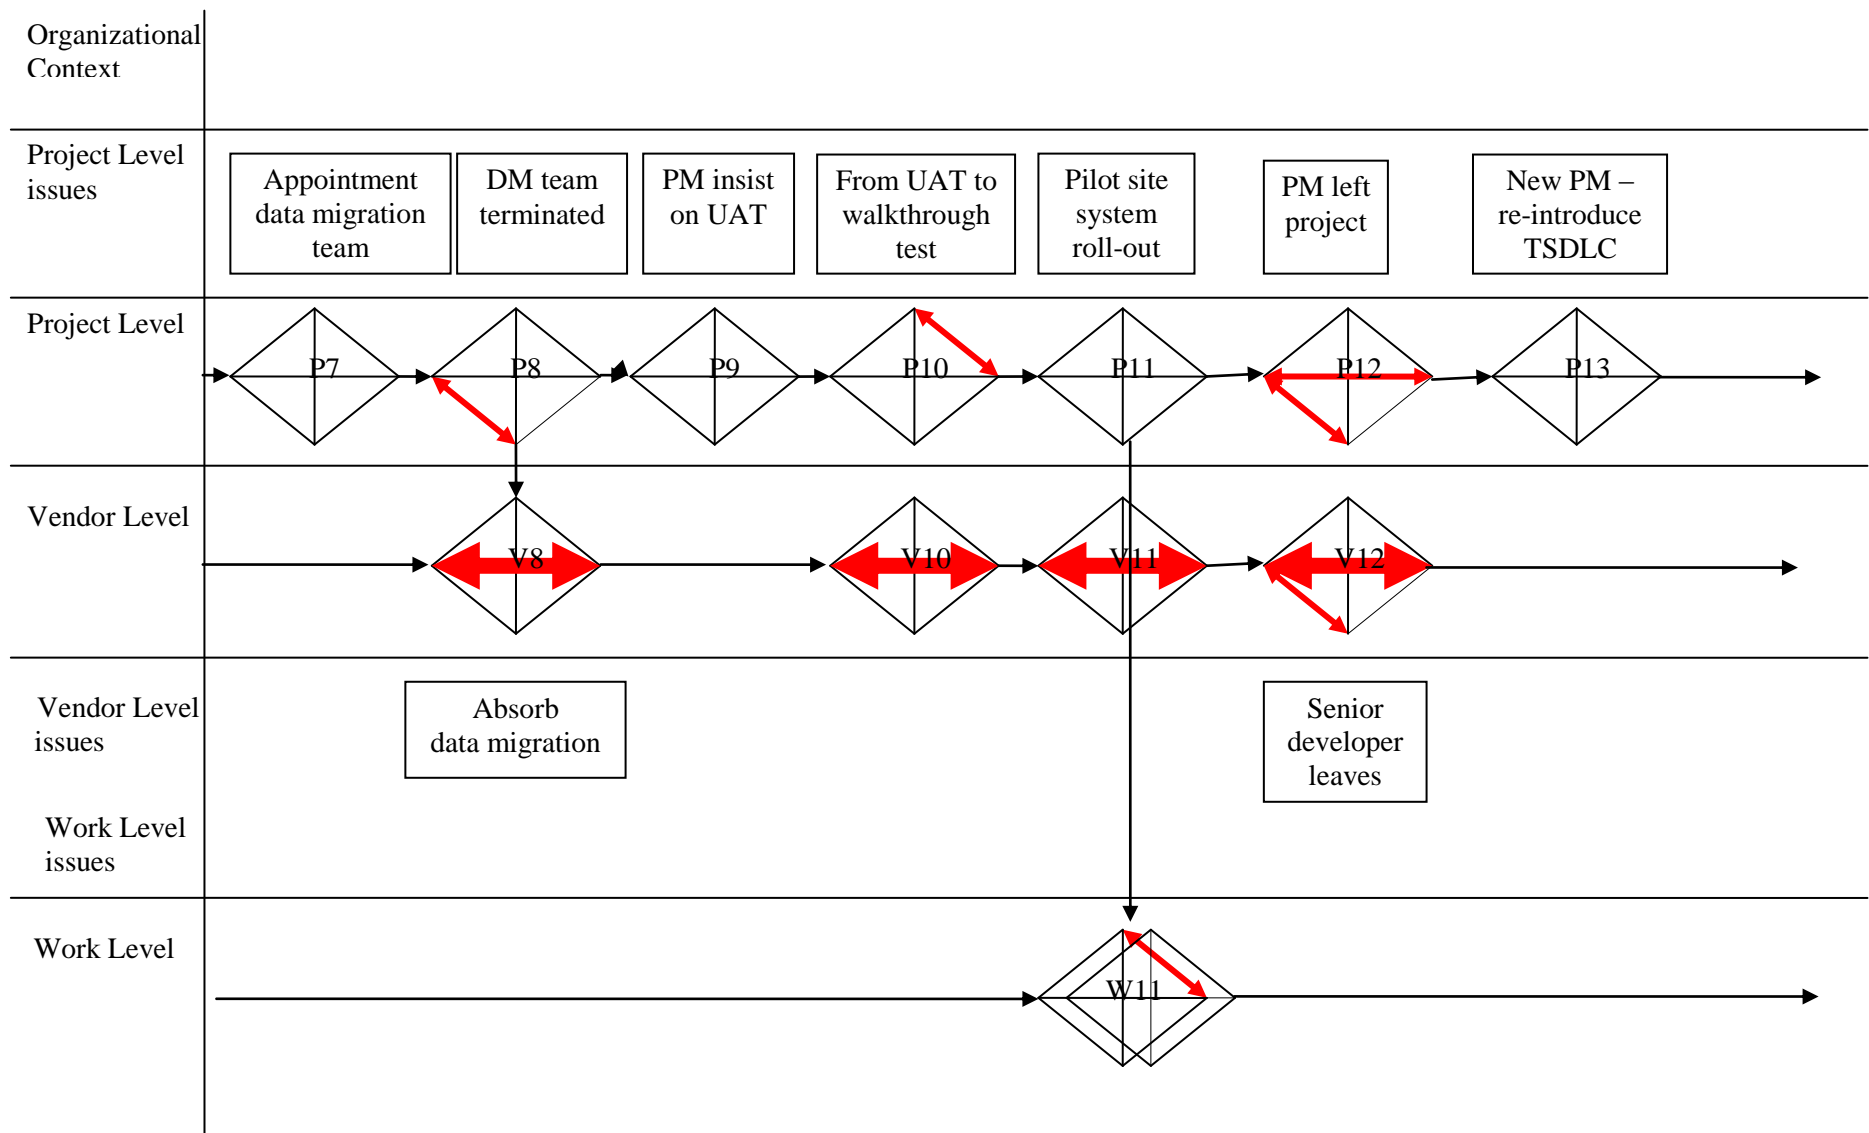 Organizational
Context
Project Level
issues
Appointment
data migration
team
DM team
terminated
PM insist
on UAT
From UAT to
walkthrough
test
Pilot site
system
roll-out
PM left
project
New PM –
re-introduce
TSDLC
Project Level
P7
P8
P9
P10
P11
P12
P13
Vendor Level
V8
V10
V11
V12
Vendor Level
issues
Absorb
data migration
Senior
developer
leaves
Work Level
issues
Work Level
W11